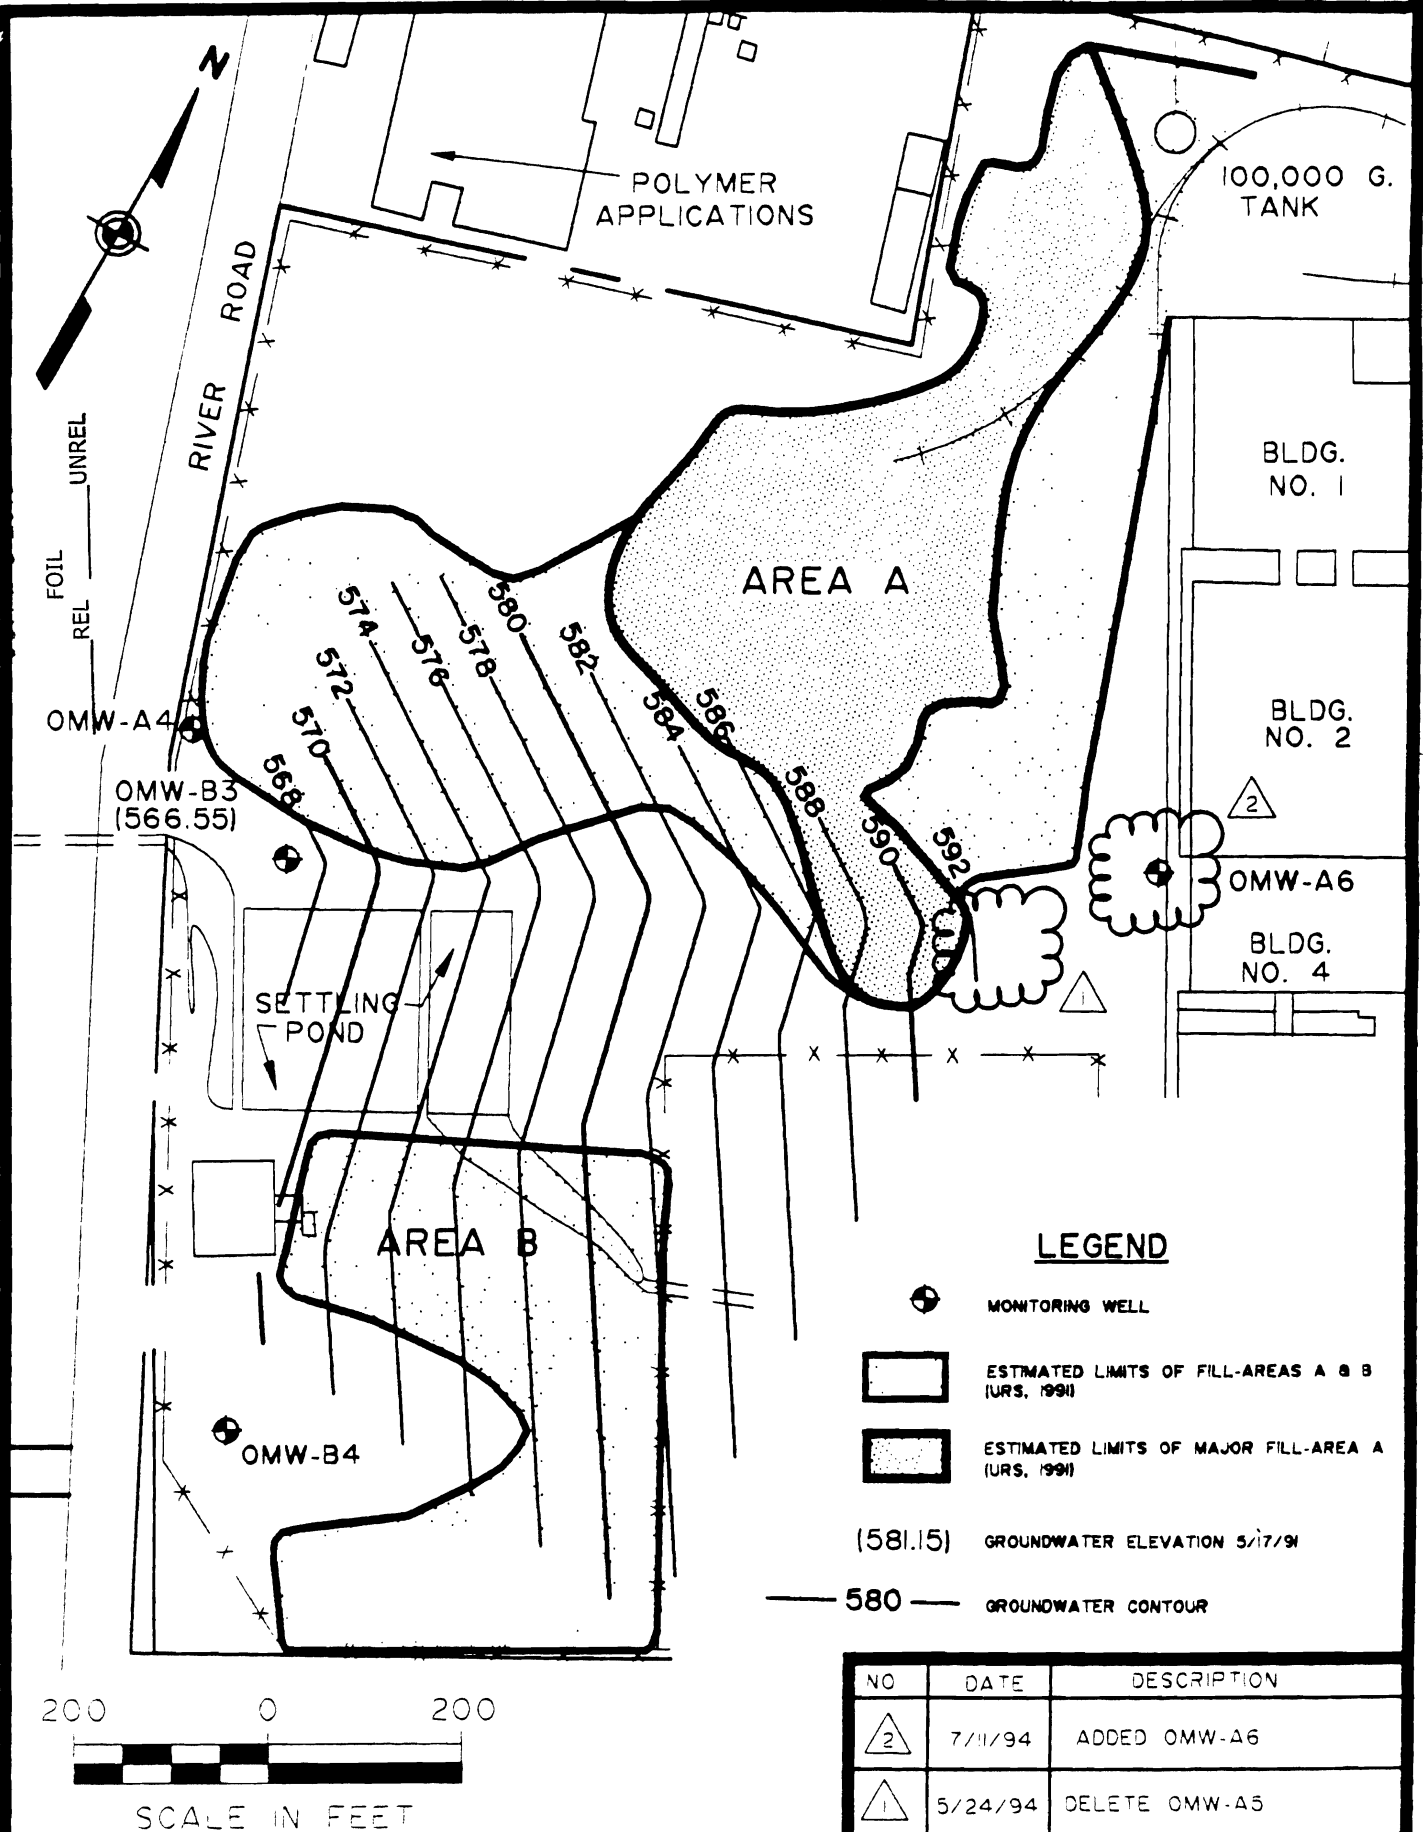 N
POLYMER
APPLICATIONS
100,000 G.
TANK
RIVER ROAD
UNREL
FOIL
REL
BLDG.
NO. 1
AREA A
574
576
578
580
582
572
570
568
584
586
588
590
592
OMW-A4
OMW-B3
(566.55)
BLDG.
NO. 2
2
OMW-A6
BLDG.
NO. 4
1
SETTLING
POND
AREA B
OMW-B4
LEGEND
MONITORING WELL
ESTIMATED LIMITS OF FILL-AREAS A & B
(URS, 1991)
ESTIMATED LIMITS OF MAJOR FILL-AREA A
(URS, 1991)
(581.15) GROUNDWATER ELEVATION 5/17/91
580 GROUNDWATER CONTOUR
200 0 200
SCALE IN FEET
NO DATE DESCRIPTION
2 7/11/94 ADDED OMW-A6
1 5/24/94 DELETE OMW-A5